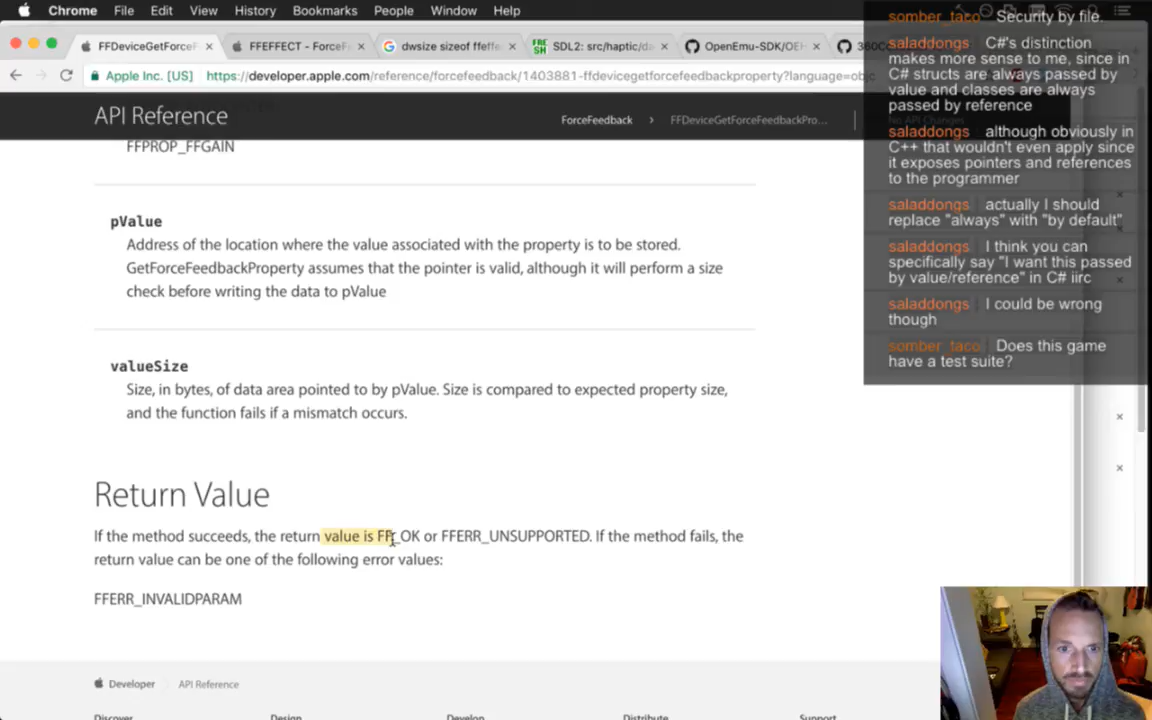 Chrome File Edit View History Bookmarks People Window Help
FFDeviceGetForceF × FFEFFECT - ForceF × dwsize sizeof ffeffe × SDL2: src/haptic/da × OpenEmu-SDK/OEH ×
Apple Inc. [US] https://developer.apple.com/reference/forcefeedback/1403881-ffdevicegetforcefeedbackproperty?language=objc
API Reference ForceFeedback > FFDeviceGetForceFeedbackPro...
FFPROP_FFGAIN
pValue
Address of the location where the value associated with the property is to be stored.
GetForceFeedbackProperty assumes that the pointer is valid, although it will perform a size
check before writing the data to pValue
valueSize
Size, in bytes, of data area pointed to by pValue. Size is compared to expected property size,
and the function fails if a mismatch occurs.
Return Value
If the method succeeds, the return value is FF_OK or FFERR_UNSUPPORTED. If the method fails, the
return value can be one of the following error values:
FFERR_INVALIDPARAM
Developer API Reference
Discover Design Develop Distribute Support
somber_taco Security by file.
saladdongs C#'s distinction
makes more sense to me, since in
C# structs are always passed by
value and classes are always
passed by reference
saladdongs although obviously in
C++ that wouldn't even apply since
it exposes pointers and references
to the programmer
saladdongs actually I should
replace "always" with "by default"
saladdongs I think you can
specifically say "I want this passed
by value/reference" in C# iirc
saladdongs I could be wrong
though
somber_taco Does this game
have a test suite?